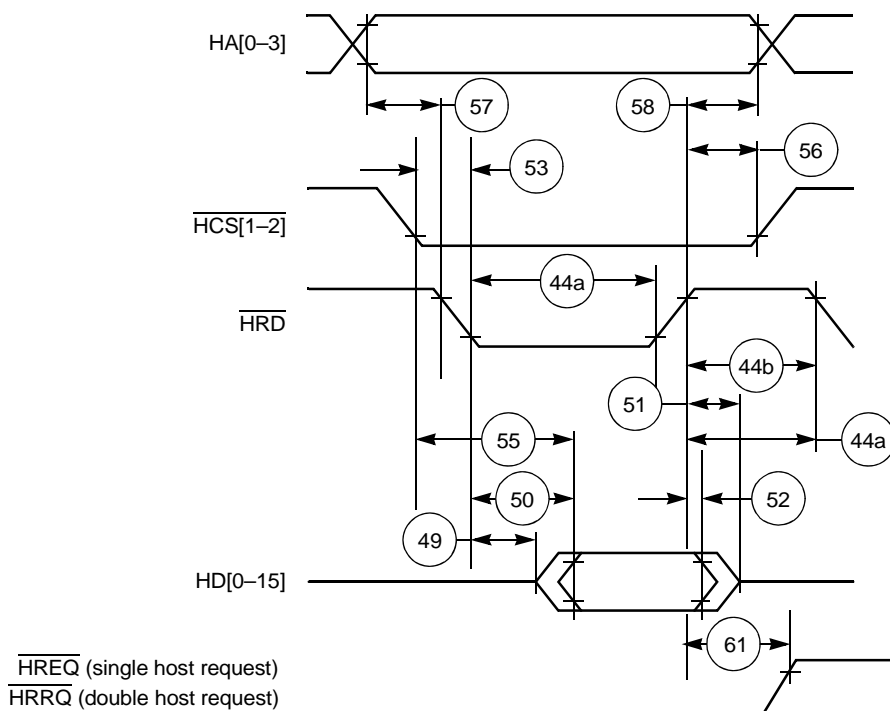 HA[0–3]
57
58
53
56
HCS[1–2]
44a
HRD
44b
51
55
44a
50
52
49
HD[0–15]
61
HREQ (single host request)
HRRQ (double host request)